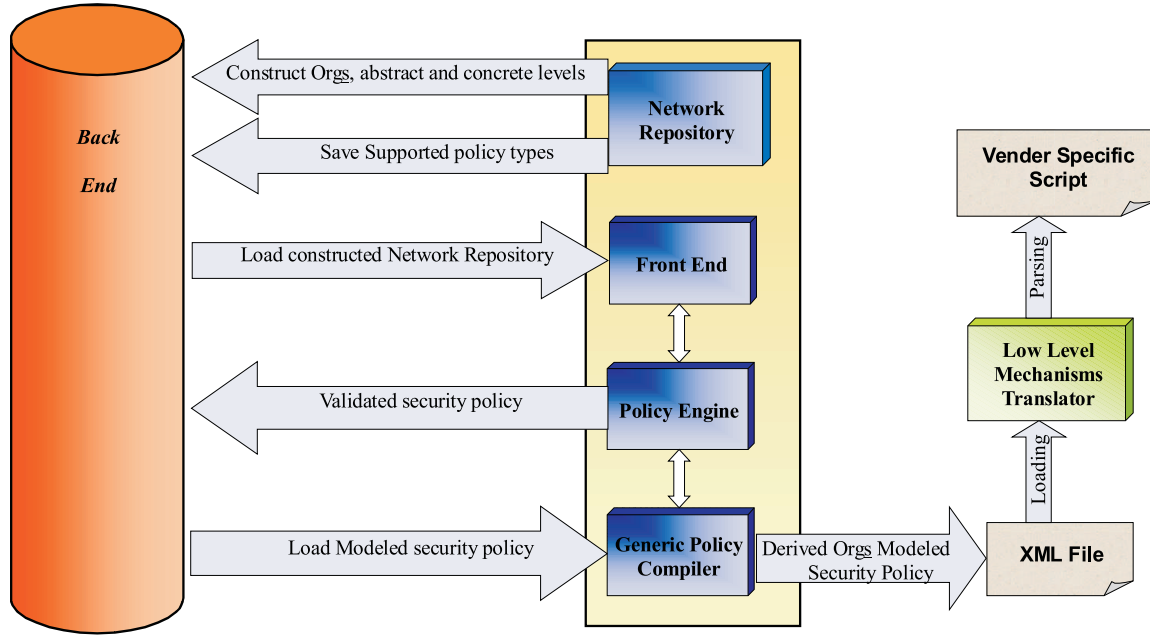 Back
End
Construct Orgs, abstract and concrete levels
Save Supported policy types
Load constructed Network Repository
Validated security policy
Load Modeled security policy
Network
Repository
Front End
Policy Engine
Generic Policy
Compiler
Derived Orgs Modeled
Security Policy
Vender Specific
Script
Parsing
Low Level
Mechanisms
Translator
Loading
XML File